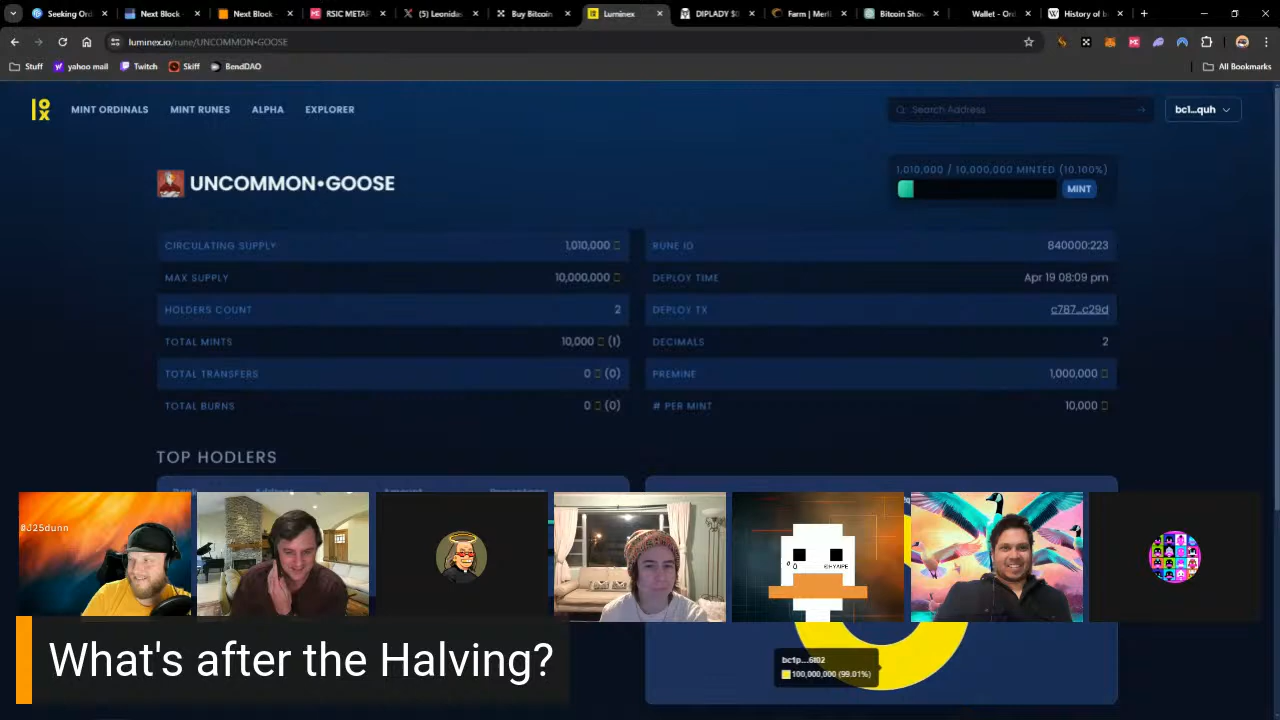 Seeking Ord
Next Block
Next Block
RSIC METAP
(5) Leonidas
Buy Bitcoin
Luminex
DIPLADY $
Farm | Merl
Bitcoin Sho
Wallet - Ord
History of b
luminex.io/rune/UNCOMMON•GOOSE
Stuff
yahoo mail
Twitch
Skiff
BendDAO
All Bookmarks
MINT ORDINALS
MINT RUNES
ALPHA
EXPLORER
Search Address
bc1...quh
UNCOMMON•GOOSE
1,010,000 / 10,000,000 MINTED (10.100%)
MINT
CIRCULATING SUPPLY 1,010,000
MAX SUPPLY 10,000,000
HOLDERS COUNT 2
TOTAL MINTS 10,000 (1)
TOTAL TRANSFERS 0 (0)
TOTAL BURNS 0 (0)
RUNE ID 840000:223
DEPLOY TIME Apr 19 08:09 pm
DEPLOY TX c787...c29d
DECIMALS 2
PREMINE 1,000,000
# PER MINT 10,000
TOP HODLERS
@J25dunn
What's after the Halving?
bc1p...6t02
100,000,000 (99.01%)